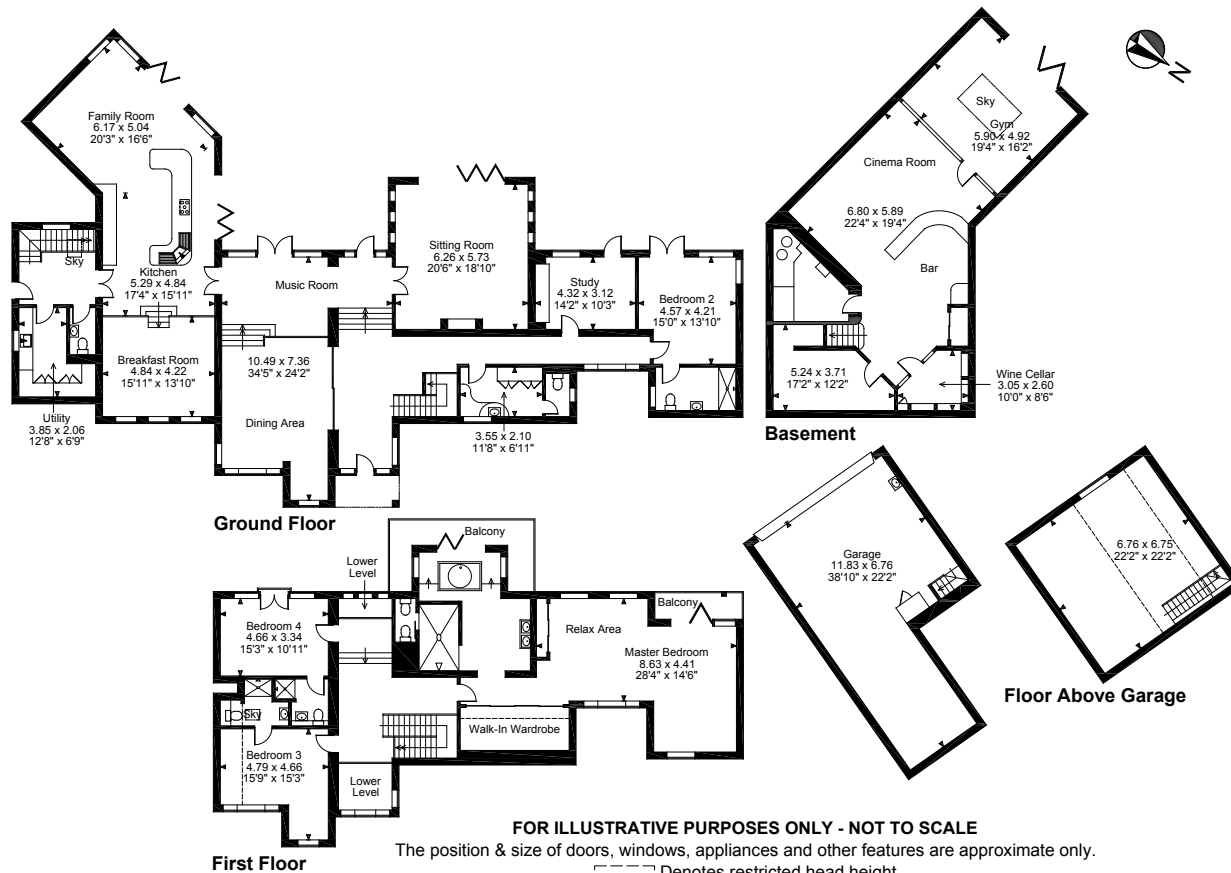 Family Room
6.17 x 5.04
20'3" x 16'6"
Sky
Kitchen
5.29 x 4.84
17'4" x 15'11"
Music Room
Sitting Room
6.26 x 5.73
20'6" x 18'10"
Study
4.32 x 3.12
14'2" x 10'3"
Bedroom 2
4.57 x 4.21
15'0" x 13'10"
Breakfast Room
4.84 x 4.22
15'11" x 13'10"
10.49 x 7.36
34'5" x 24'2"
Dining Area
Utility
3.85 x 2.06
12'8" x 6'9"
3.55 x 2.10
11'8" x 6'11"
Ground Floor
Sky
Gym
5.90 x 4.92
19'4" x 16'2"
Cinema Room
6.80 x 5.89
22'4" x 19'4"
Bar
5.24 x 3.71
17'2" x 12'2"
Wine Cellar
3.05 x 2.60
10'0" x 8'6"
Basement
N
Balcony
Lower
Level
Bedroom 4
4.66 x 3.34
15'3" x 10'11"
Relax Area
Balcony
Master Bedroom
8.63 x 4.41
28'4" x 14'6"
Sky
Walk-In Wardrobe
Bedroom 3
4.79 x 4.66
15'9" x 15'3"
Lower
Level
First Floor
Garage
11.83 x 6.76
38'10" x 22'2"
6.76 x 6.75
22'2" x 22'2"
Floor Above Garage
FOR ILLUSTRATIVE PURPOSES ONLY - NOT TO SCALE
The position & size of doors, windows, appliances and other features are approximate only.
Denotes restricted head height